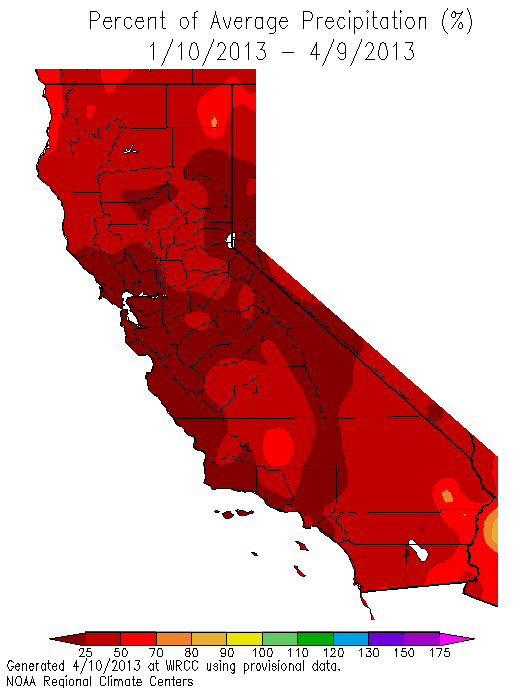 Percent of Average Precipitation (%)
1/10/2013 - 4/9/2013
25 50 70 80 90 100 110 120 130 150 175
Generated 4/10/2013 at WRCC using provisional data.
NOAA Regional Climate Centers